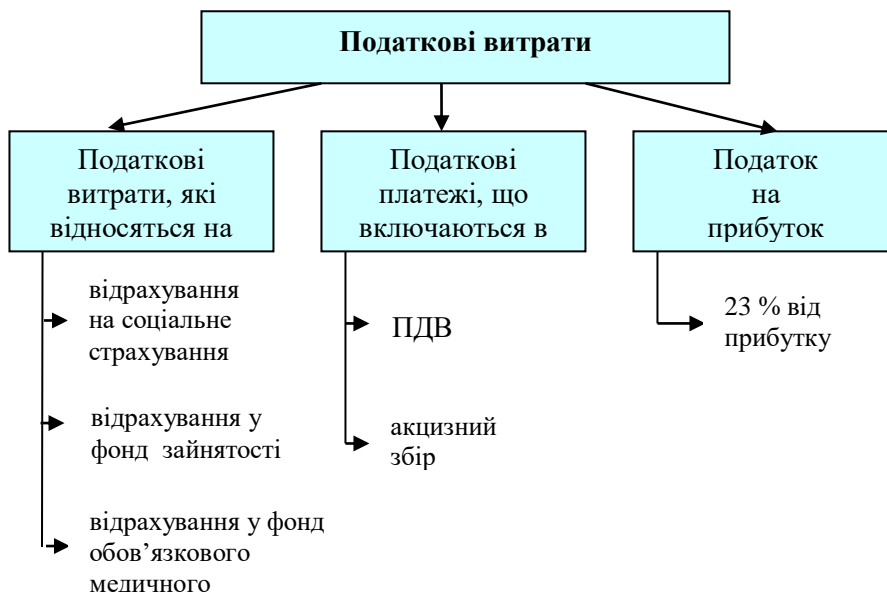 Податкові витрати
Податкові
витрати, які
відносяться на
Податкові
платежі, що
включаються в
Податок
на
прибуток
відрахування
на соціальне
страхування
відрахування у
фонд зайнятості
відрахування у фонд
обов’язкового
медичного
ПДВ
акцизний
збір
23 % від
прибутку